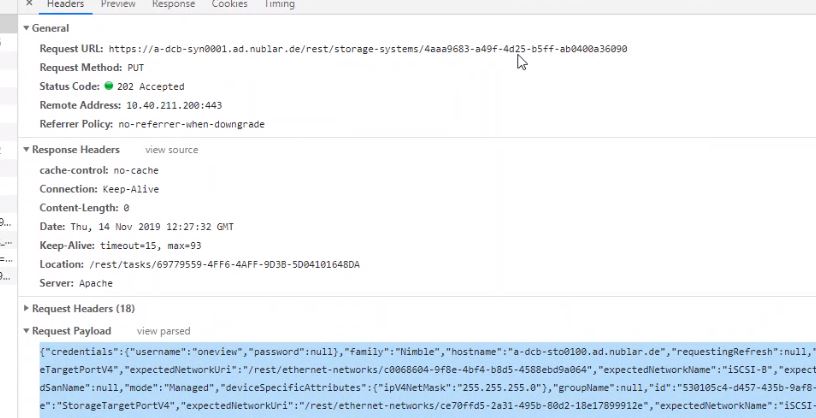 Headers Preview Response Cookies Timing
General
Request URL: https://a-dcb-syn0001.ad.nublar.de/rest/storage-systems/4aaa9683-a49f-4d25-b5ff-ab0400a36090
Request Method: PUT
Status Code: 202 Accepted
Remote Address: 10.40.211.200:443
Referrer Policy: no-referrer-when-downgrade
Response Headers view source
cache-control: no-cache
Connection: Keep-Alive
Content-Length: 0
Date: Thu, 14 Nov 2019 12:27:32 GMT
Keep-Alive: timeout=15, max=93
Location: /rest/tasks/69779559-4FF6-4AFF-9D3B-5D04101648DA
Server: Apache
Request Headers (18)
Request Payload view parsed
{"credentials":{"username":"oneview","password":null},"family":"Nimble","hostname":"a-dcb-sto0100.ad.nublar.de","requestingRefresh":null,
eTargetPortV4","expectedNetworkUri":"/rest/ethernet-networks/c0068604-9f8e-4bf4-b8d5-4588ebd9a064","expectedNetworkName":"iSCSI-B","expect
dSanName":null,"mode":"Managed","deviceSpecificAttributes":{"ipV4NetMask":"255.255.255.0"},"groupName":null,"id":"530105c4-d457-435b-9af8-
e":"StorageTargetPortV4","expectedNetworkUri":"/rest/ethernet-networks/ce70ffd5-2a31-495b-80d2-18e17899912e","expectedNetworkName":"iSCSI-